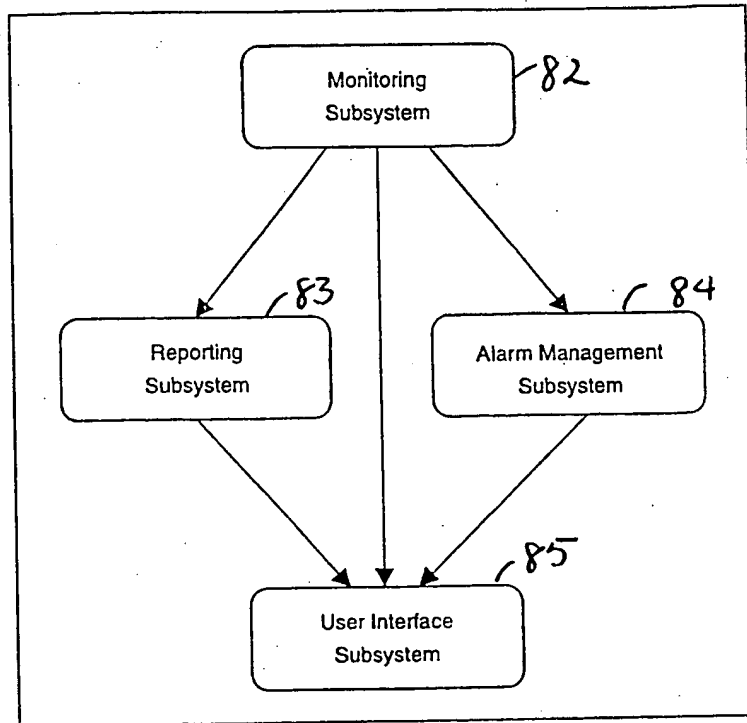 Monitoring
Subsystem
82
83
84
Reporting
Subsystem
Alarm Management
Subsystem
85
User Interface
Subsystem